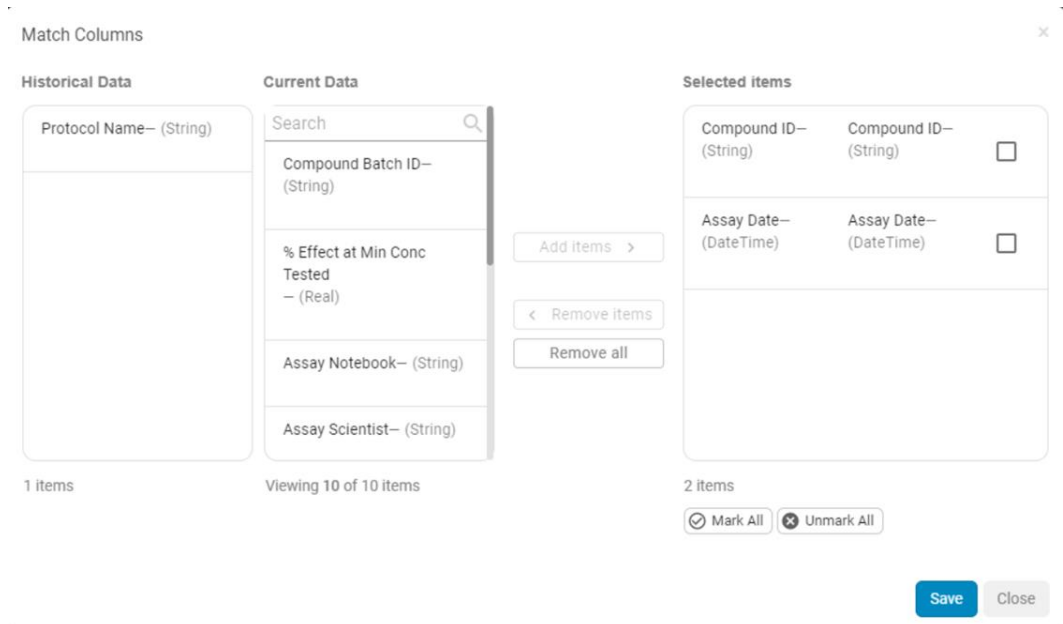 Match Columns
Historical Data
Current Data
Selected items
Protocol Name– (String)
Search
Compound Batch ID–
(String)
% Effect at Min Conc
Tested
– (Real)
Assay Notebook– (String)
Assay Scientist– (String)
Add items >
< Remove items
Remove all
Compound ID–
(String)
Compound ID–
(String)
Assay Date–
(DateTime)
Assay Date–
(DateTime)
1 items
Viewing 10 of 10 items
2 items
Mark All
Unmark All
Save
Close